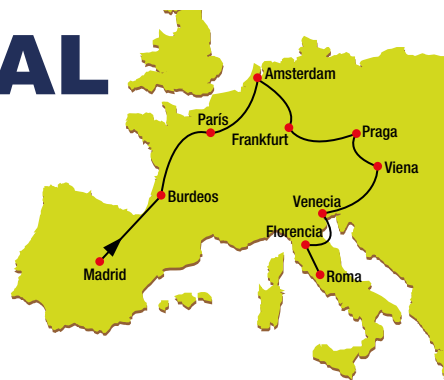 AL
Amsterdam
París
Frankfurt
Praga
Viena
Burdeos
Venecia
Florencia
Madrid
Roma